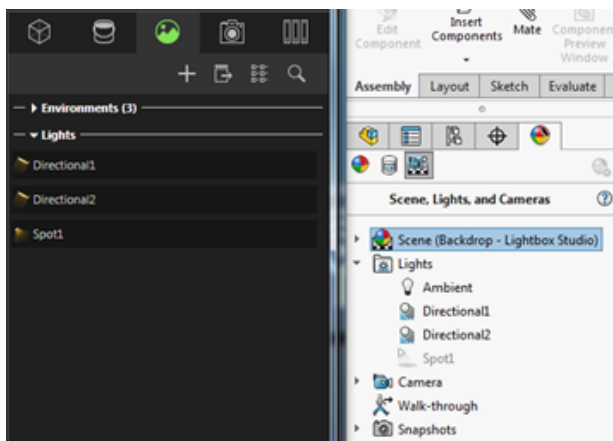 Environments (3)
Lights
Directional1
Directional2
Spot1
Edit
Component
Insert
Components
Mate
Component
Preview
Window
Assembly
Layout
Sketch
Evaluate
Scene, Lights, and Cameras
Scene (Backdrop - Lightbox Studio)
Lights
Ambient
Directional1
Directional2
Spot1
Camera
Walk-through
Snapshots